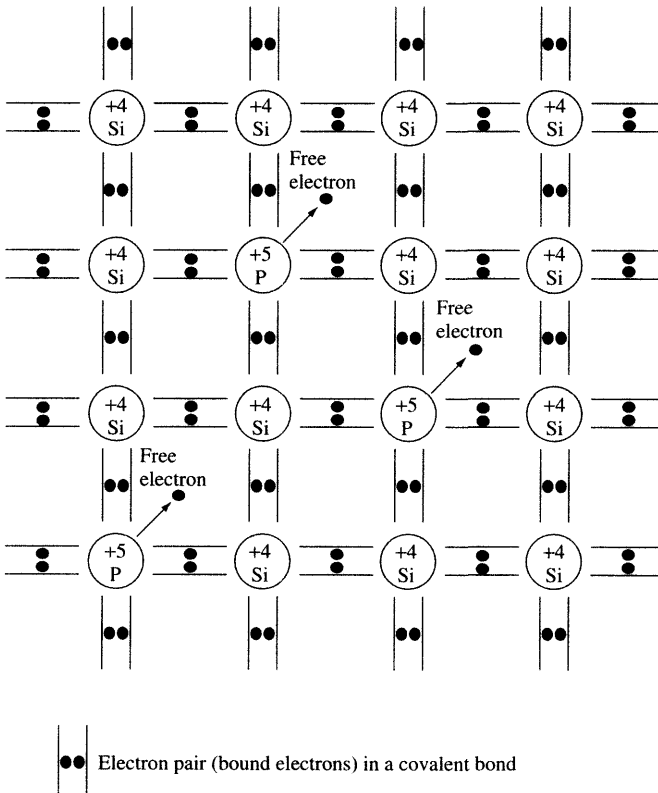 +4 +4 +4 +4
Si Si Si Si
Free
electron
+4 +5 +4 +4
Si P Si Si
Free
electron
+4 +4 +5 +4
Si Si P Si
Free
electron
+5 +4 +4 +4
P Si Si Si
Electron pair (bound electrons) in a covalent bond